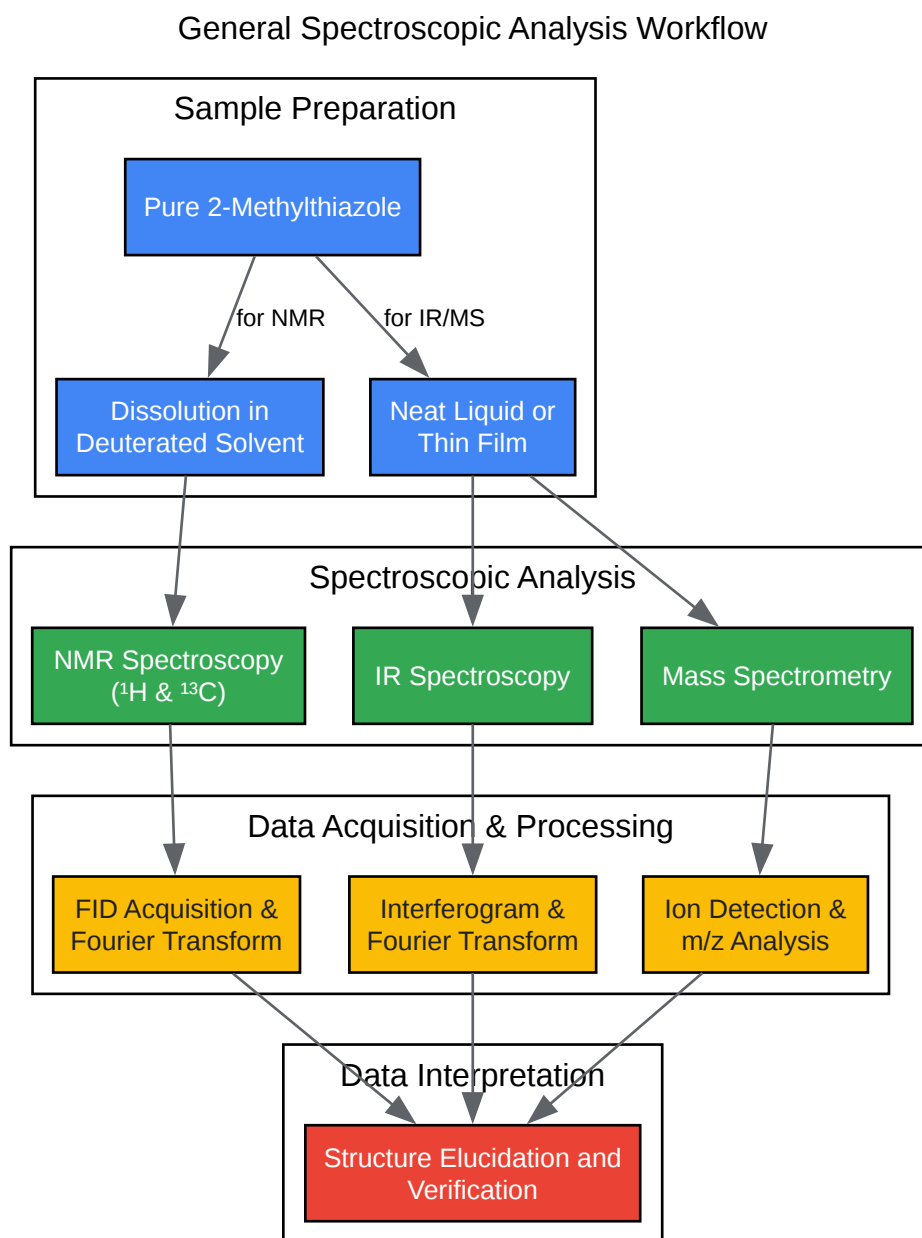 General Spectroscopic Analysis Workflow
Sample Preparation
Pure 2-Methylthiazole
for NMR
for IR/MS
Dissolution in
Deuterated Solvent
Neat Liquid or
Thin Film
Spectroscopic Analysis
NMR Spectroscopy
(¹H & ¹³C)
IR Spectroscopy
Mass Spectrometry
Data Acquisition & Processing
FID Acquisition &
Fourier Transform
Interferogram &
Fourier Transform
Ion Detection &
m/z Analysis
Data Interpretation
Structure Elucidation and
Verification